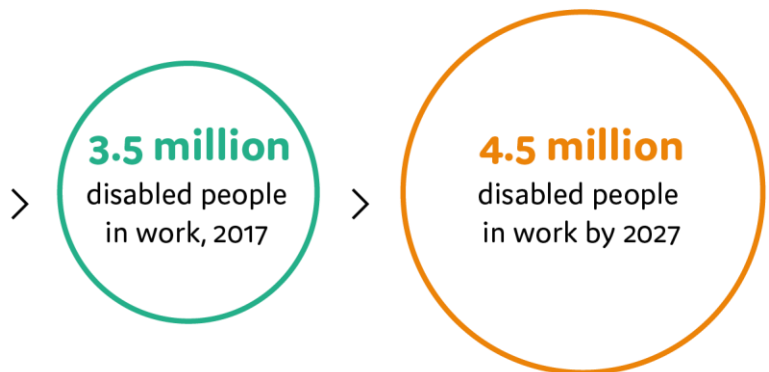 3.5 million
disabled people
in work, 2017
4.5 million
disabled people
in work by 2027